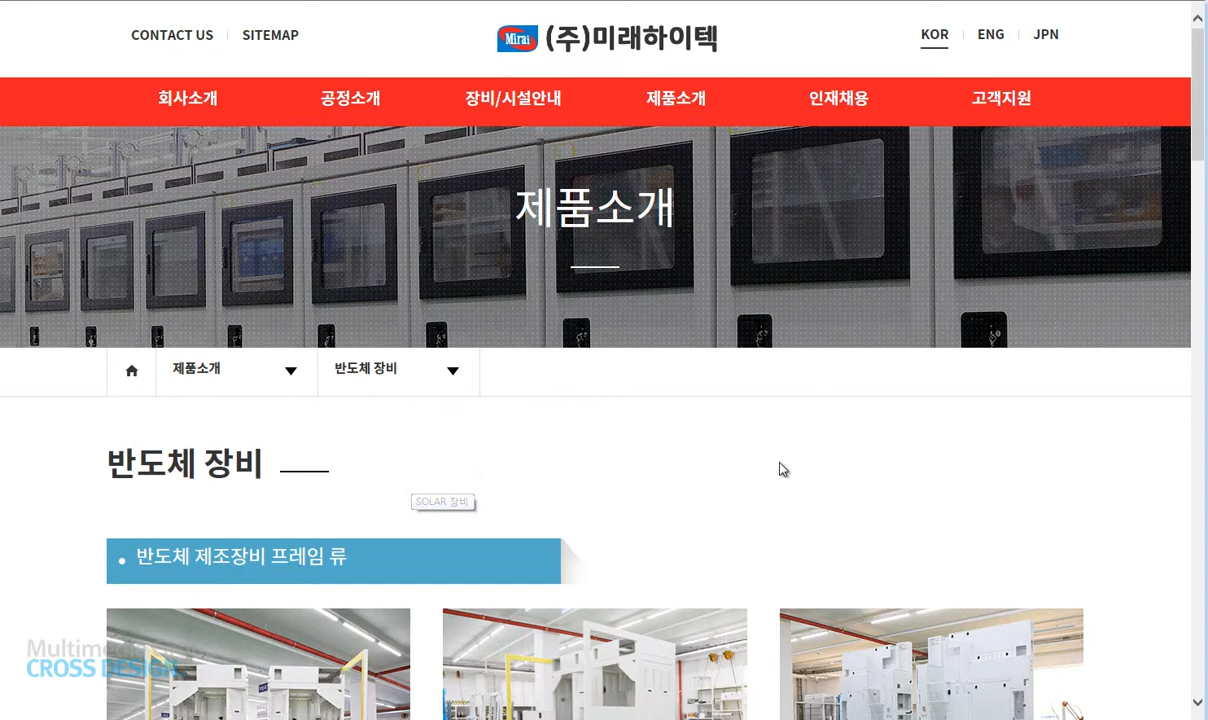 CONTACT US
SITEMAP
Mirai (주)미래하이텍
KOR
ENG
JPN
회사소개
공정소개
장비/시설안내
제품소개
인재채용
고객지원
제품소개
제품소개
반도체 장비
반도체 장비
SOLAR 장비
반도체 제조장비 프레임 류
CROSS DESIGN